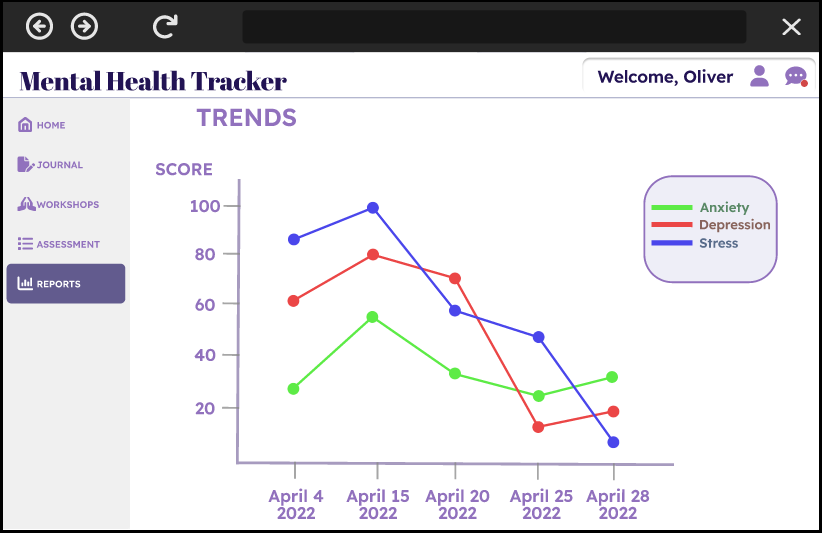 Mental Health Tracker
Welcome, Oliver
HOME
JOURNAL
WORKSHOPS
ASSESSMENT
REPORTS
TRENDS
SCORE
100
80
60
40
20
April 4
2022
April 15
2022
April 20
2022
April 25
2022
April 28
2022
Anxiety
Depression
Stress